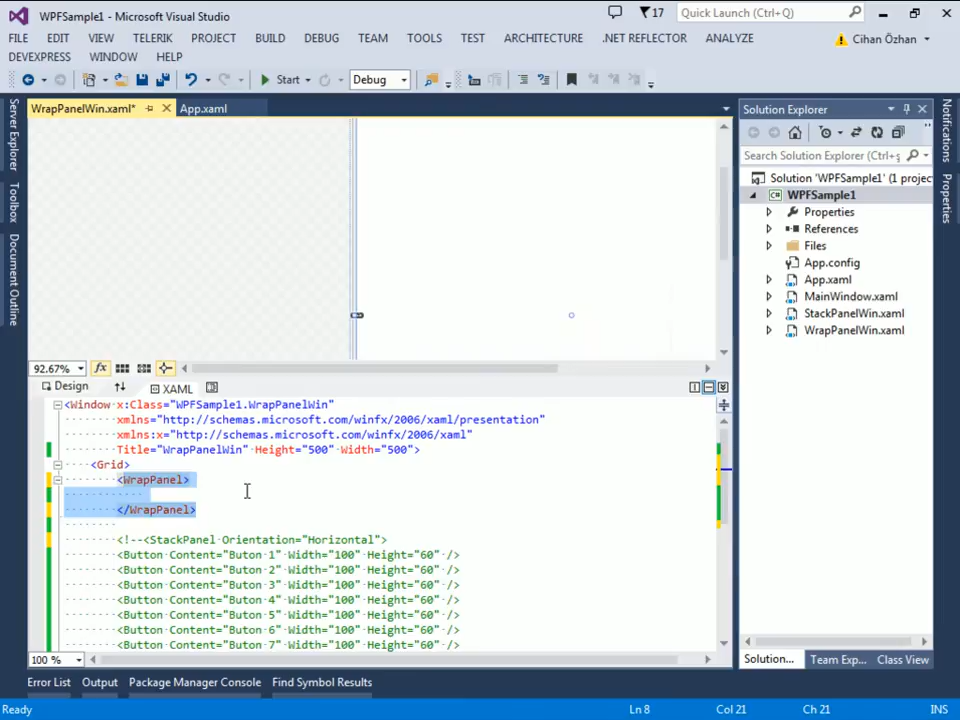 WPFSample1 - Microsoft Visual Studio
17
Quick Launch (Ctrl+Q)
FILE EDIT VIEW TELERIK PROJECT BUILD DEBUG TEAM TOOLS TEST ARCHITECTURE .NET REFLECTOR ANALYZE
Cihan Özhan
DEVEXPRESS WINDOW HELP
Start
Debug
WrapPanelWin.xaml*
App.xaml
Server Explorer
Toolbox
Document Outline
Solution Explorer
Search Solution Explorer (Ctrl+ş
Solution 'WPFSample1' (1 projec
WPFSample1
Properties
References
Files
App.config
App.xaml
MainWindow.xaml
StackPanelWin.xaml
WrapPanelWin.xaml
Notifications
Properties
92.67%
fx
Design
XAML
<Window x:Class="WPFSample1.WrapPanelWin"
xmlns="http://schemas.microsoft.com/winfx/2006/xaml/presentation"
xmlns:x="http://schemas.microsoft.com/winfx/2006/xaml"
Title="WrapPanelWin" Height="500" Width="500">
<Grid>
<WrapPanel>
</WrapPanel>
<!--<StackPanel Orientation="Horizontal">
<Button Content="Buton 1" Width="100" Height="60" />
<Button Content="Buton 2" Width="100" Height="60" />
<Button Content="Buton 3" Width="100" Height="60" />
<Button Content="Buton 4" Width="100" Height="60" />
<Button Content="Buton 5" Width="100" Height="60" />
<Button Content="Buton 6" Width="100" Height="60" />
<Button Content="Buton 7" Width="100" Height="60" />
100 %
Solution... Team Exp... Class View
Error List Output Package Manager Console Find Symbol Results
Ready Ln 8 Col 21 Ch 21 INS